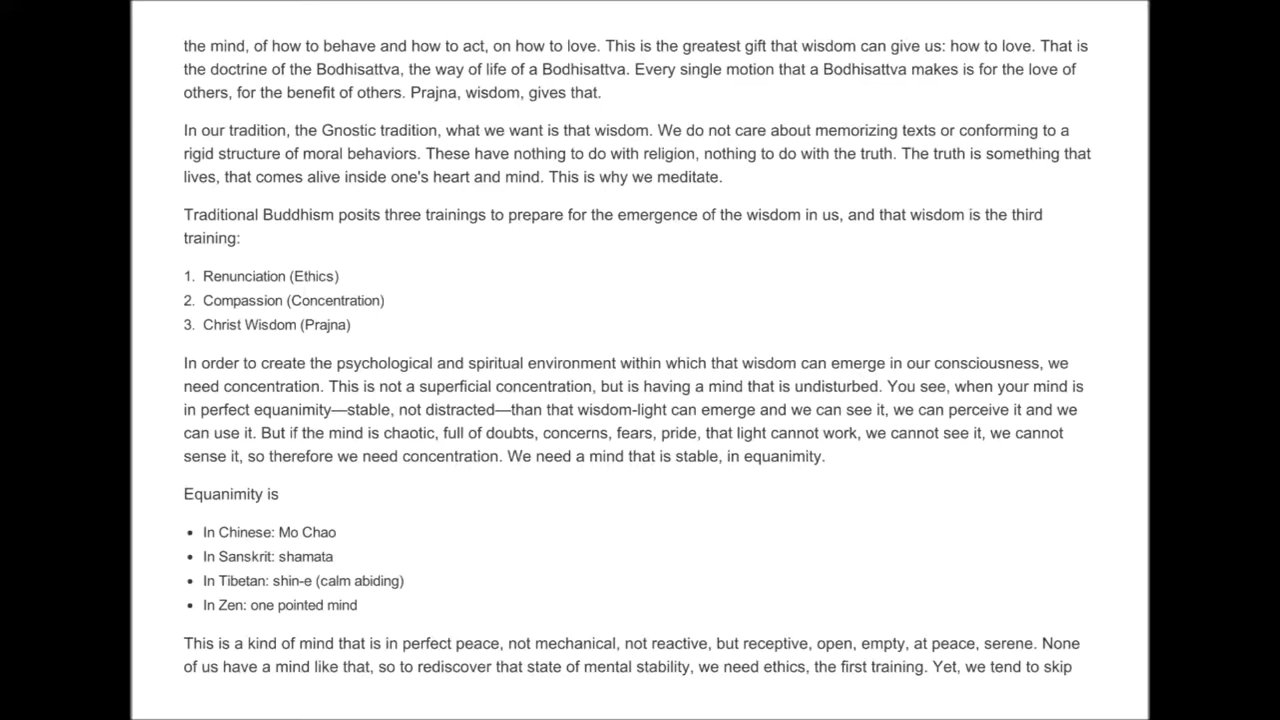 the mind, of how to behave and how to act, on how to love. This is the greatest gift that wisdom can give us: how to love. That is
the doctrine of the Bodhisattva, the way of life of a Bodhisattva. Every single motion that a Bodhisattva makes is for the love of
others, for the benefit of others. Prajna, wisdom, gives that.
In our tradition, the Gnostic tradition, what we want is that wisdom. We do not care about memorizing texts or conforming to a
rigid structure of moral behaviors. These have nothing to do with religion, nothing to do with the truth. The truth is something that
lives, that comes alive inside one's heart and mind. This is why we meditate.
Traditional Buddhism posits three trainings to prepare for the emergence of the wisdom in us, and that wisdom is the third
training:
1. Renunciation (Ethics)
2. Compassion (Concentration)
3. Christ Wisdom (Prajna)
In order to create the psychological and spiritual environment within which that wisdom can emerge in our consciousness, we
need concentration. This is not a superficial concentration, but is having a mind that is undisturbed. You see, when your mind is
in perfect equanimity—stable, not distracted—than that wisdom-light can emerge and we can see it, we can perceive it and we
can use it. But if the mind is chaotic, full of doubts, concerns, fears, pride, that light cannot work, we cannot see it, we cannot
sense it, so therefore we need concentration. We need a mind that is stable, in equanimity.
Equanimity is
• In Chinese: Mo Chao
• In Sanskrit: shamata
• In Tibetan: shin-e (calm abiding)
• In Zen: one pointed mind
This is a kind of mind that is in perfect peace, not mechanical, not reactive, but receptive, open, empty, at peace, serene. None
of us have a mind like that, so to rediscover that state of mental stability, we need ethics, the first training. Yet, we tend to skip